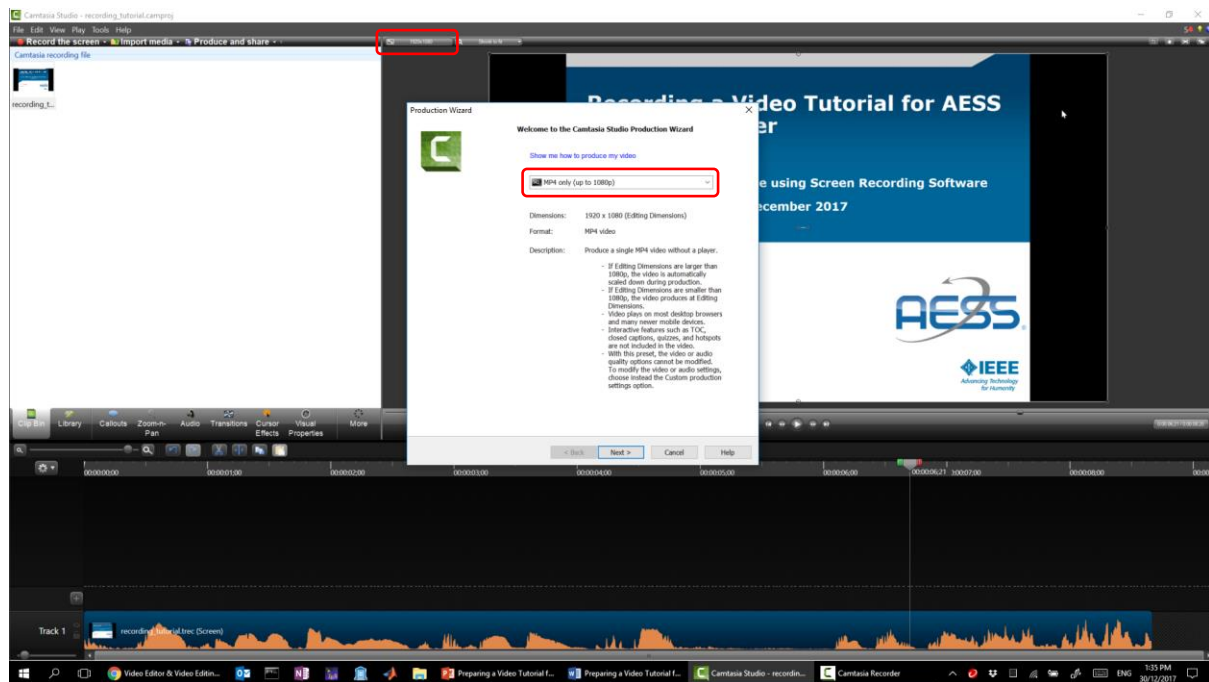 Camtasia Studio - recording_tutorial.camproj
File Edit View Play Tools Help
Record the screen Import media Produce and share
1920x1080
Camtasia recording file
recording_t...
Recording a Video Tutorial for AESS
er
e using Screen Recording Software
ecember 2017
AESS
IEEE
Advancing Technology
for Humanity
Production Wizard
Welcome to the Camtasia Studio Production Wizard
Show me how to produce my video
MP4 only (up to 1080p)
Dimensions: 1920 x 1080 (Editing Dimensions)
Format: MP4 video
Description: Produce a single MP4 video without a player.
- If Editing Dimensions are larger than
1080p, the video is automatically
scaled down during production.
- If Editing Dimensions are smaller than
1080p, the video produces at Editing
Dimensions.
- Video plays on most desktop browsers
and many newer mobile devices.
- Interactive features such as TOC,
closed captions, quizzes, and hotspots
are not included in the video.
- With this preset, the video or audio
quality options cannot be modified.
To modify the video or audio settings,
choose instead the Custom production
settings option.
< Back Next > Cancel Help
Clip Bin Library Callouts Zoom-n-Pan Audio Transitions Cursor Effects Visual Properties More
00:00:00;00 00:00:01;00 00:00:02;00 00:00:03;00 00:00:04;00 00:00:05;00 00:00:06;00 00:00:06;21 00:07;00 00:00:08;00
Track 1 recording_tutorial.trec (Screen)
Video Editor & Video Editin... Preparing a Video Tutorial f... Preparing a Video Tutorial f... Camtasia Studio - recordin... Camtasia Recorder ENG 1:35 PM
30/12/2017